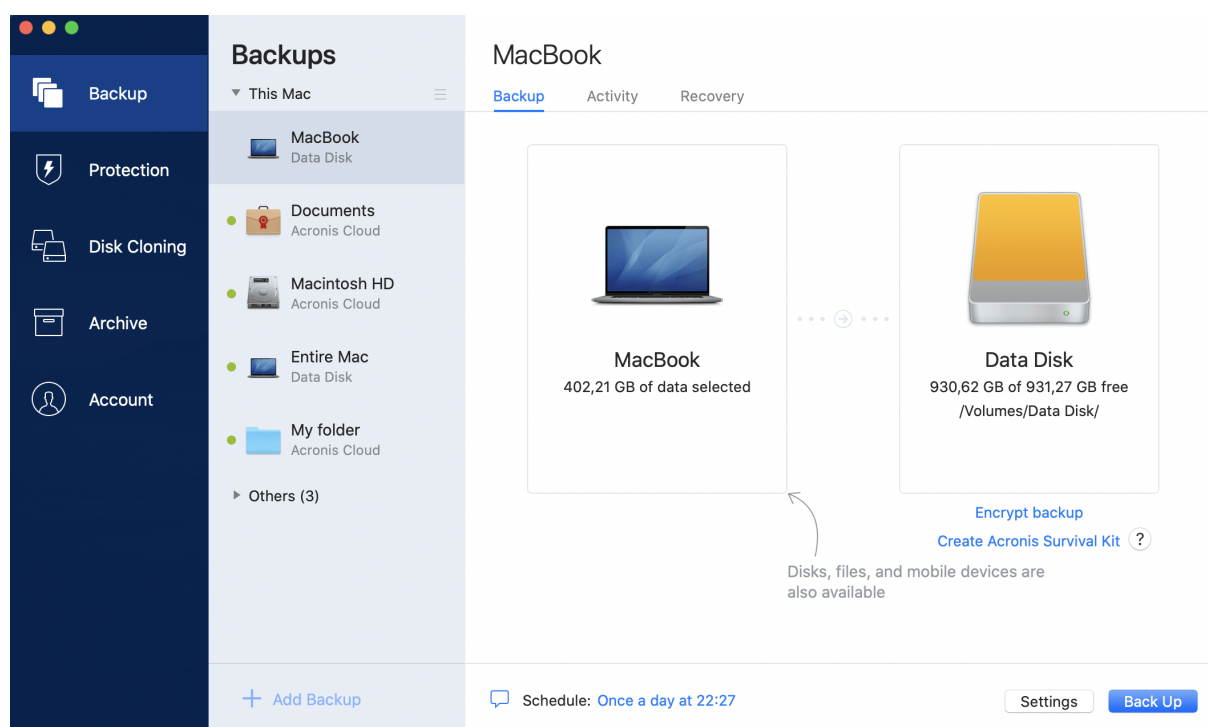 Backup
Protection
Disk Cloning
Archive
Account
Backups
This Mac
MacBook
Data Disk
Documents
Acronis Cloud
Macintosh HD
Acronis Cloud
Entire Mac
Data Disk
My folder
Acronis Cloud
Others (3)
Add Backup
MacBook
Backup Activity Recovery
MacBook
402,21 GB of data selected
Data Disk
930,62 GB of 931,27 GB free
/Volumes/Data Disk/
Encrypt backup
Create Acronis Survival Kit ?
Disks, files, and mobile devices are
also available
Schedule: Once a day at 22:27
Settings
Back Up